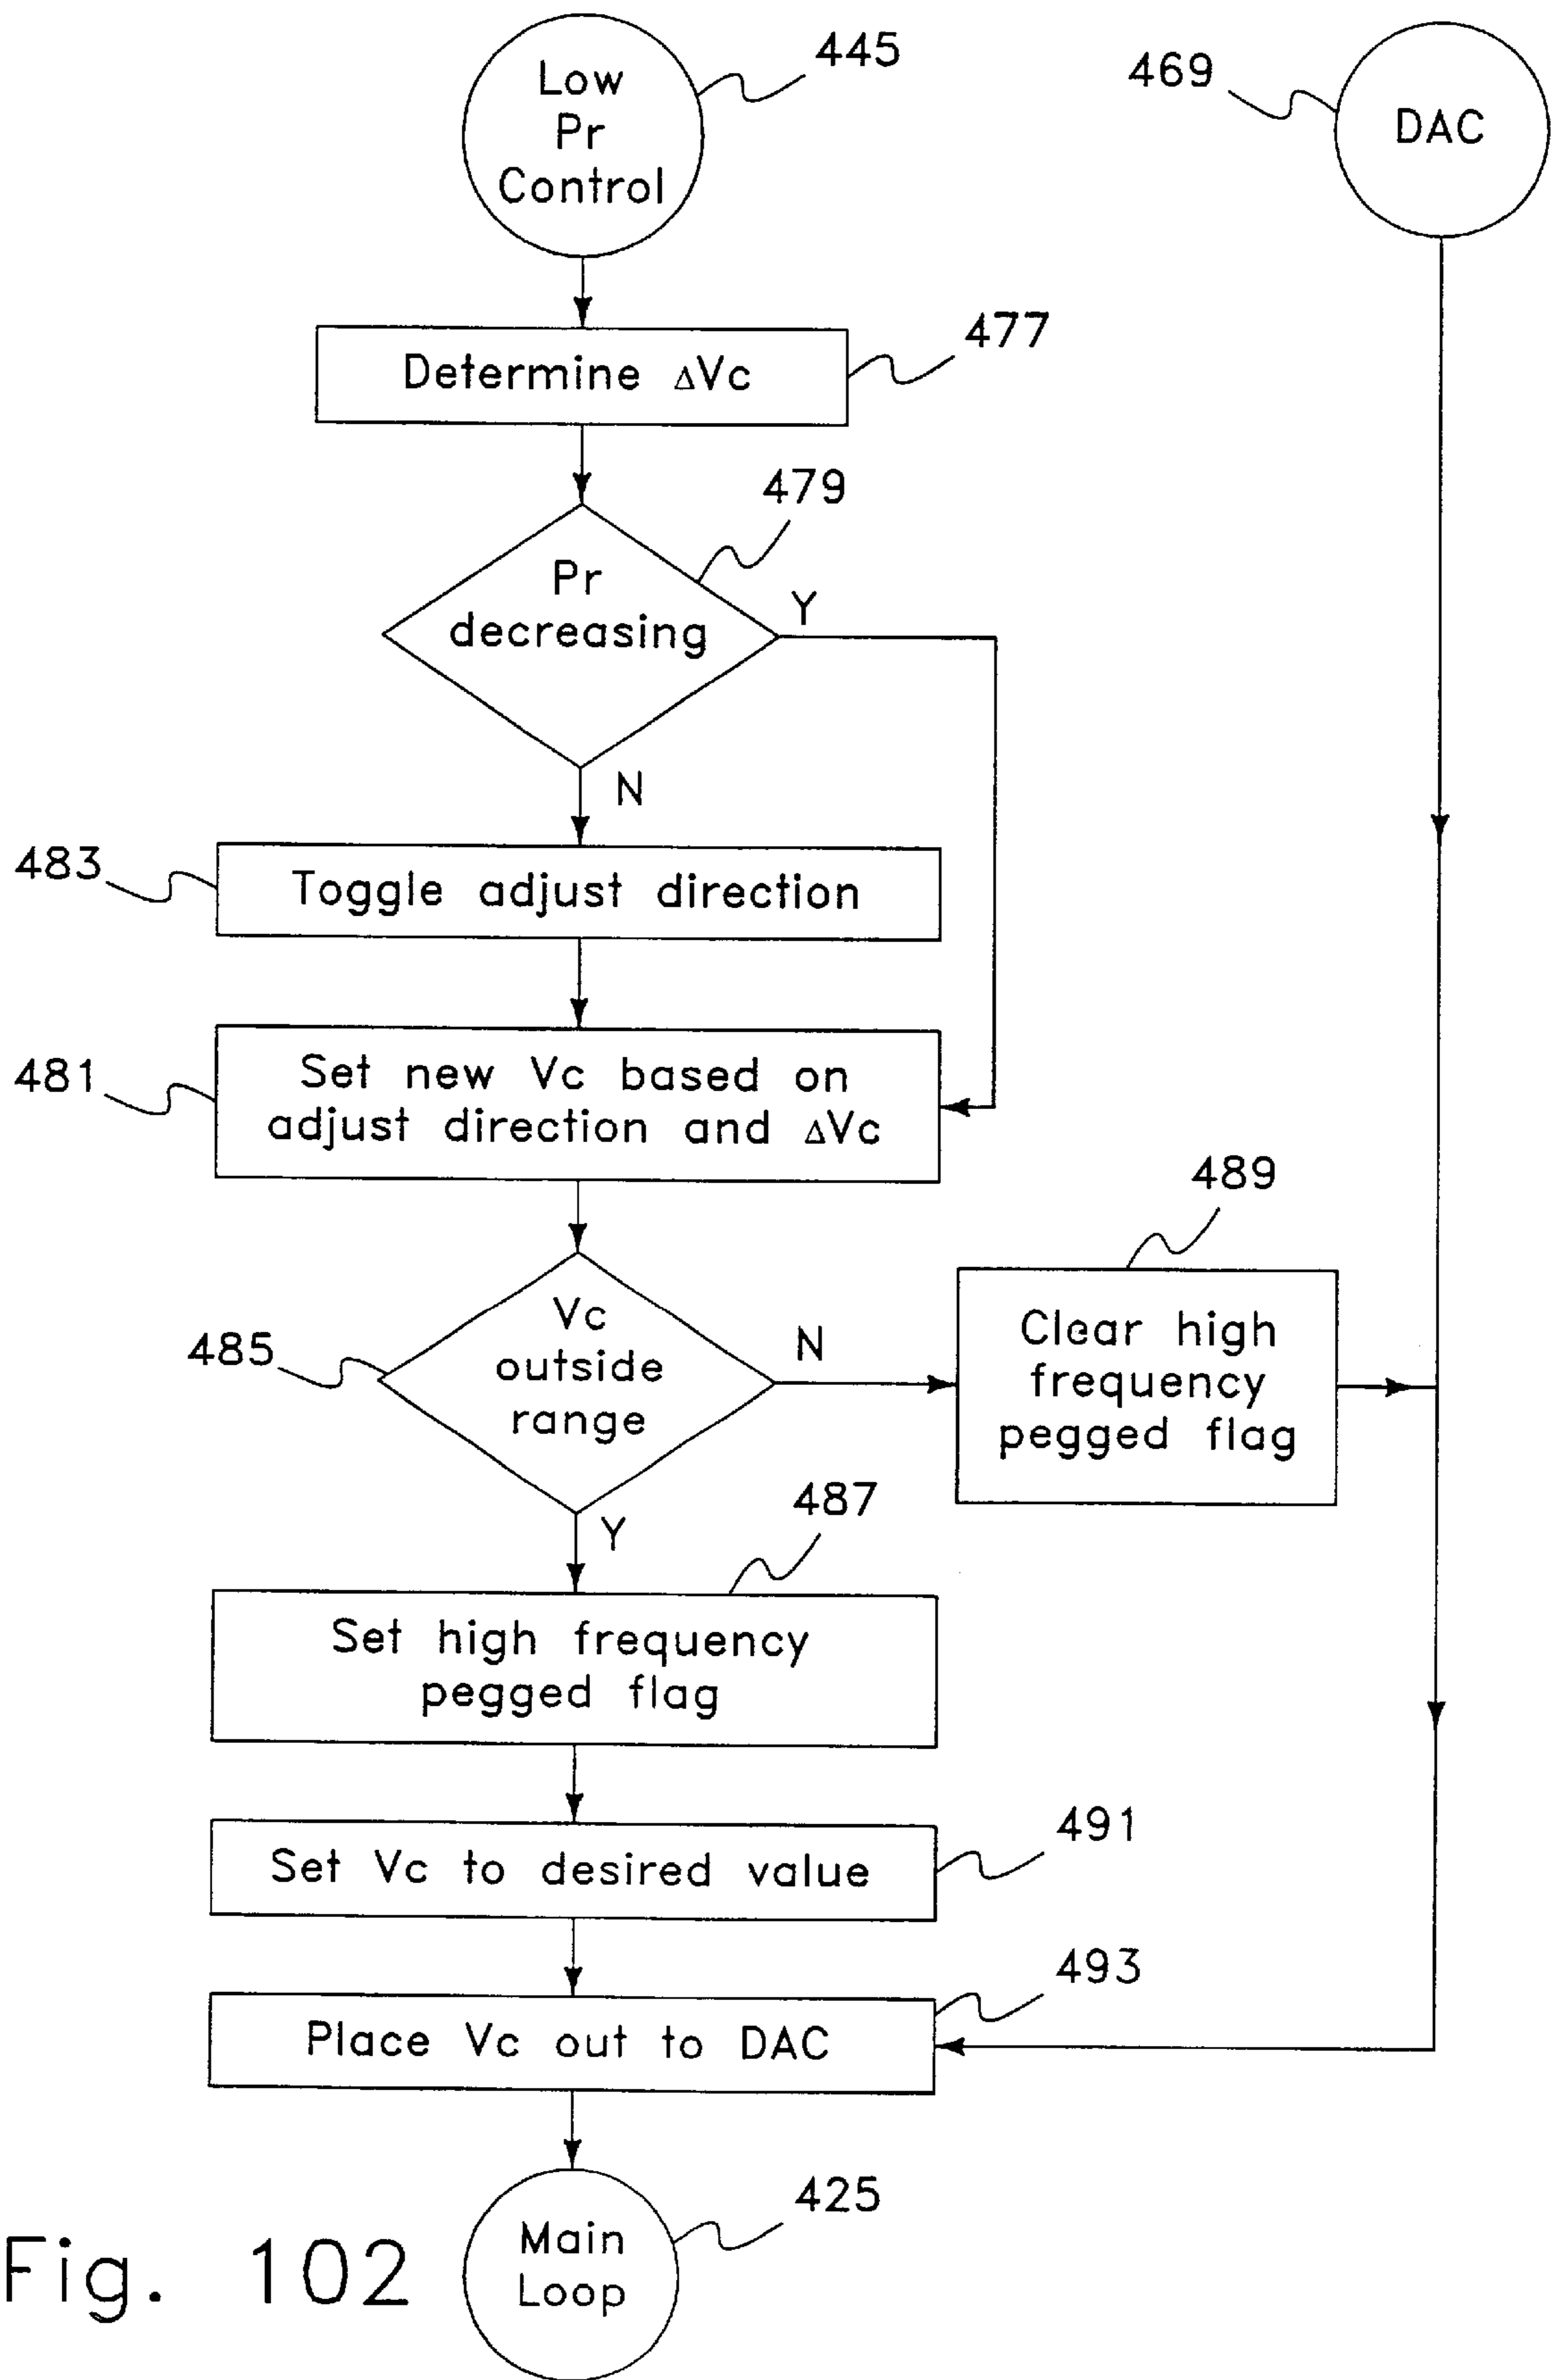 Low
Pr
Control
445
469
DAC
Determine ΔVc
477
479
Pr
decreasing
Y
N
483
Toggle adjust direction
481
Set new Vc based on
adjust direction and ΔVc
489
485
Vc
outside
range
N
Clear high
frequency
pegged flag
Y
487
Set high frequency
pegged flag
491
Set Vc to desired value
493
Place Vc out to DAC
425
Main
Loop
Fig. 102